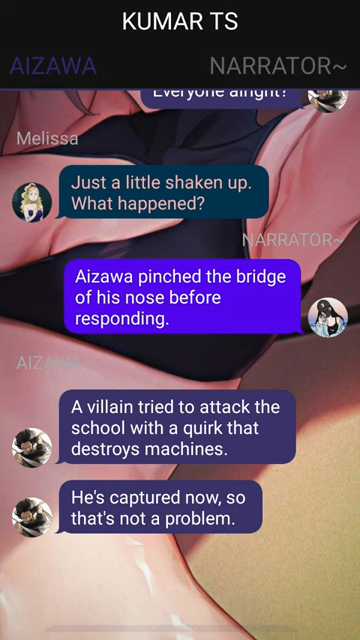 KUMAR TS
AIZAWA
NARRATOR~
Everyone alright?
Melissa
Just a little shaken up.
What happened?
NARRATOR~
Aizawa pinched the bridge
of his nose before
responding.
AIZAWA
A villain tried to attack the
school with a quirk that
destroys machines.
He's captured now, so
that's not a problem.